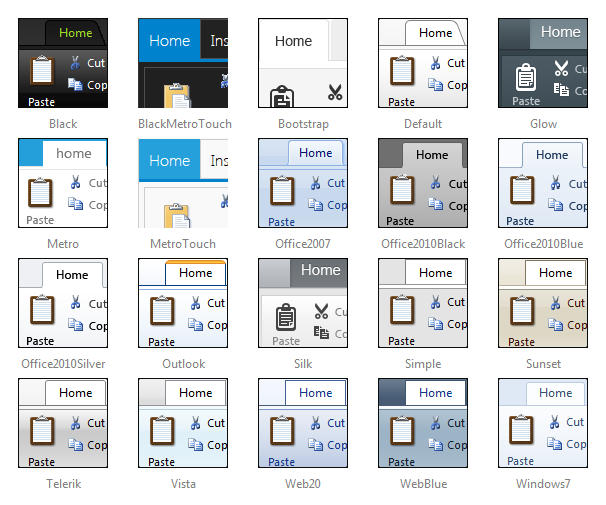 Home
Cut
Cop
Paste
Black
Home
Ins
BlackMetroTouch
Home
Bootstrap
Home
Cut
Cop
Paste
Default
Home
Cu
Co
Paste
Glow
home
Cut
Cop
Paste
Metro
Home
Ins
MetroTouch
Home
Cut
Cop
Paste
Office2007
Home
Cut
Cop
Paste
Office2010Black
Home
Cut
Cop
Paste
Office2010Blue
Home
Cut
Cop
Paste
Office2010Silver
Home
Cut
Cop
Paste
Outlook
Home
Cu
Co
Paste
Silk
Home
Cut
Cop
Paste
Simple
Home
Cut
Cop
Paste
Sunset
Home
Cut
Cop
Paste
Telerik
Home
Cut
Cop
Paste
Vista
Home
Cut
Cop
Paste
Web20
Home
Cut
Cop
Paste
WebBlue
Home
Cut
Cop
Paste
Windows7